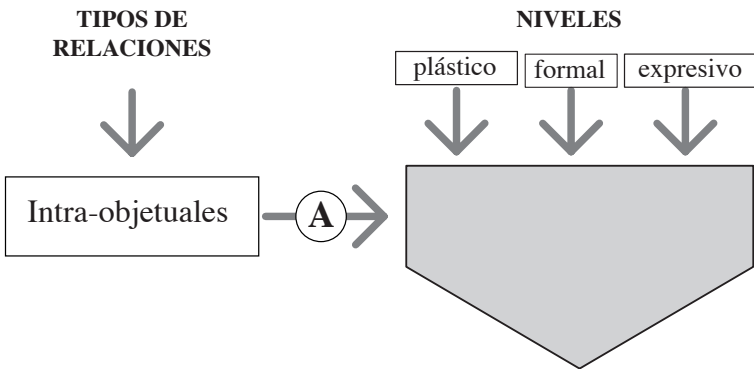 TIPOS DE
RELACIONES
NIVELES
plástico
formal
expresivo
Intra-objetuales
A